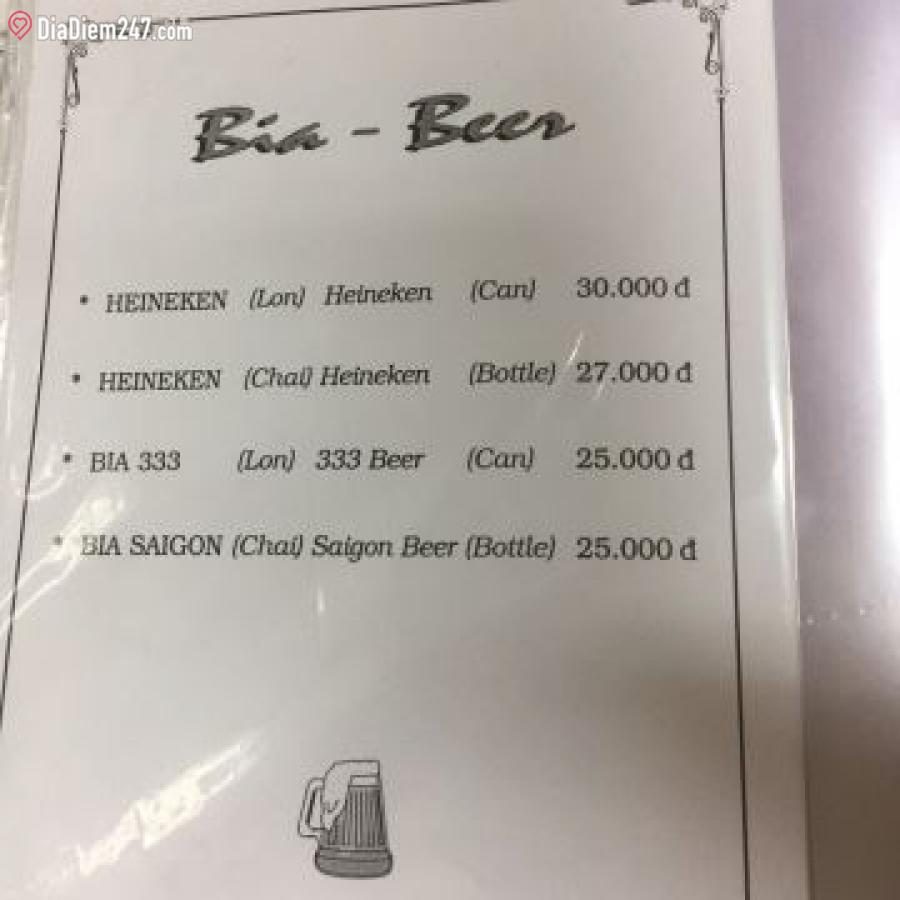 DiaDiem247.com
Bia - Beer
• HEINEKEN (Lon) Heineken (Can) 30.000 đ
• HEINEKEN (Chai) Heineken (Bottle) 27.000 đ
• BIA 333 (Lon) 333 Beer (Can) 25.000 đ
• BIA SAIGON (Chai) Saigon Beer (Bottle) 25.000 đ